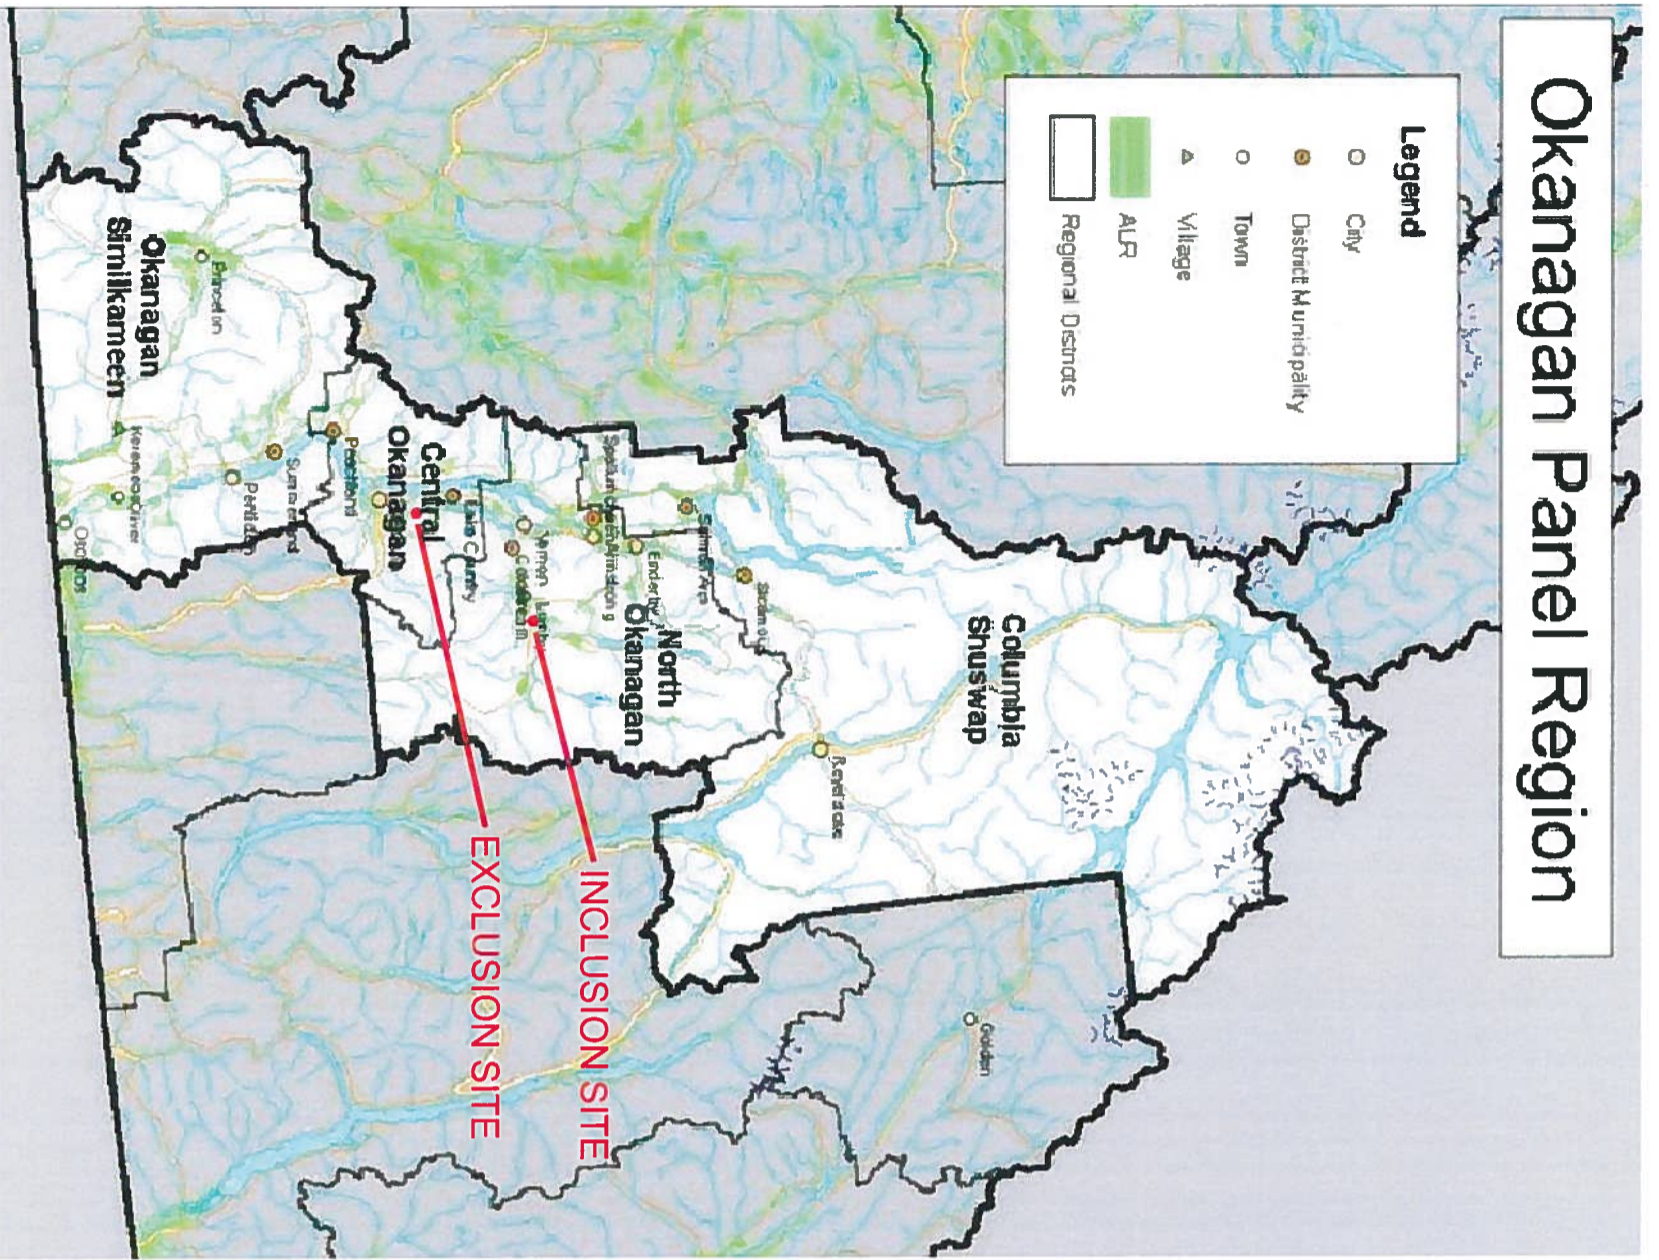 Okanagan Panel Region
Legend
City
District Municipality
Town
Village
ALR
Regional Districts
Columbia
Shuswap
Revelstoke
Golden
Sicamous
Salmon Arm
North
Okanagan
Enderby
Armstrong
Lumby
Coldstream
Lake Country
Central
Okanagan
Peachland
Summerland
Penticton
Princeton
Okanagan
Similkameen
Keremeos
Oliver
Osoyoos
INCLUSION SITE
EXCLUSION SITE